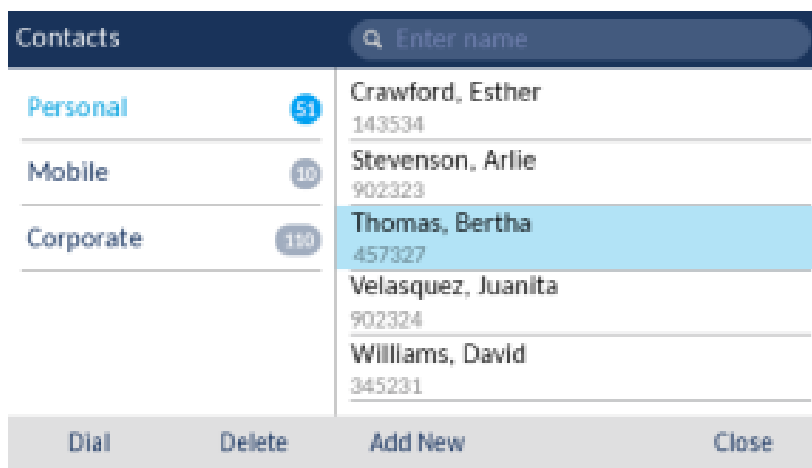 Contacts
Enter name
Personal 51
Mobile 10
Corporate 110
Crawford, Esther
143534
Stevenson, Arlie
902323
Thomas, Bertha
457327
Velasquez, Juanita
902324
Williams, David
345231
Dial Delete Add New Close